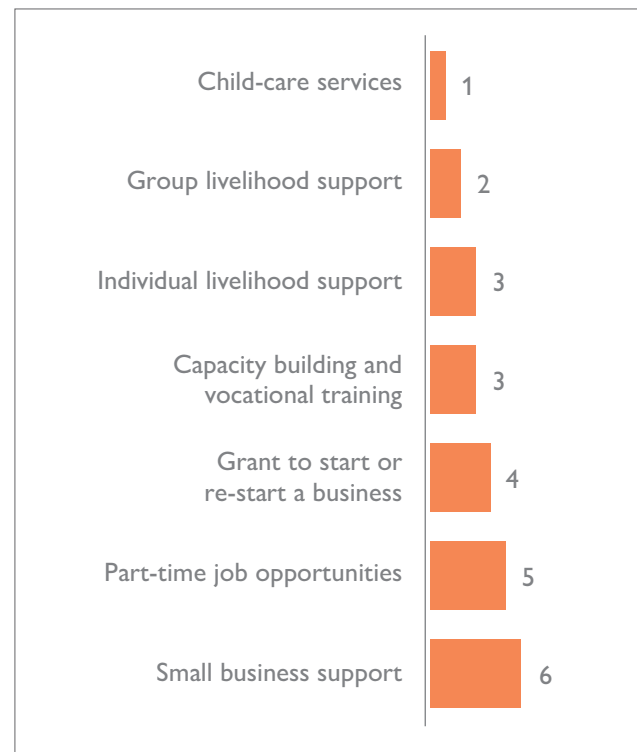 Child-care services
1
Group livelihood support
2
Individual livelihood support
3
Capacity building and
vocational training
3
Grant to start or
re-start a business
4
Part-time job opportunities
5
Small business support
6